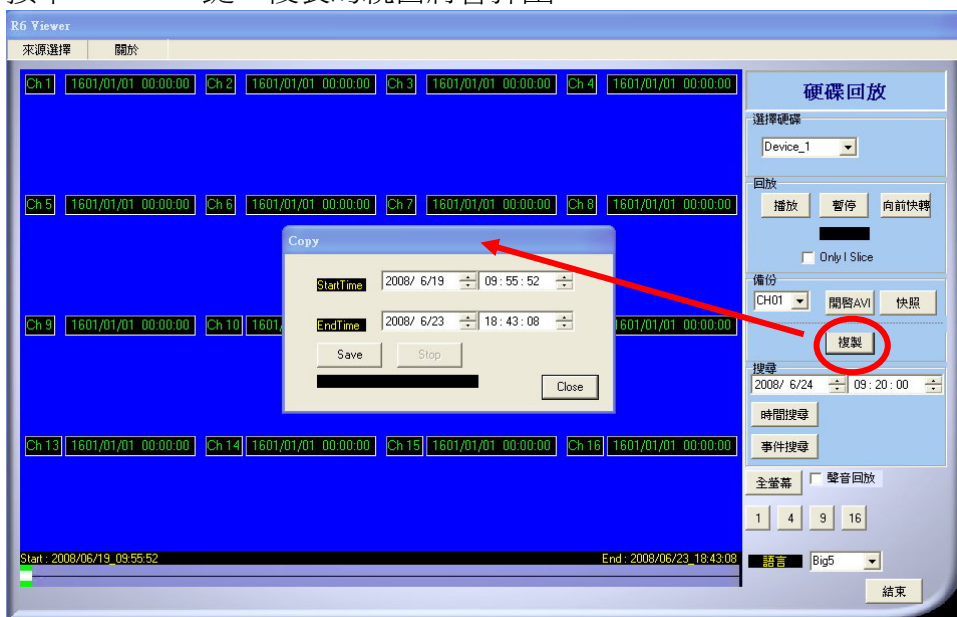 R6 Viewer
來源選擇 關於
Ch 1 1601/01/01 00:00:00 Ch 2 1601/01/01 00:00:00 Ch 3 1601/01/01 00:00:00 Ch 4 1601/01/01 00:00:00
硬碟回放
選擇硬碟
Device_1
回放
Ch 5 1601/01/01 00:00:00 Ch 6 1601/01/01 00:00:00 Ch 7 1601/01/01 00:00:00 Ch 8 1601/01/01 00:00:00
播放 暫停 向前快轉
Only I Slice
Copy
StartTime 2008/ 6/19 09:55:52
EndTime 2008/ 6/23 18:43:08
Save Stop
Close
備份
CH01 開啓AVI 快照
Ch 9 1601/01/01 00:00:00 Ch 10 1601/ 1601/01/01 00:00:00
複製
搜尋
2008/ 6/24 09:20:00
時間搜尋
事件搜尋
Ch 13 1601/01/01 00:00:00 Ch 14 1601/01/01 00:00:00 Ch 15 1601/01/01 00:00:00 Ch 16 1601/01/01 00:00:00
全螢幕 聲音回放
1 4 9 16
Start : 2008/06/19_09:55:52 End : 2008/06/23_18:43:08
語言 Big5
結束